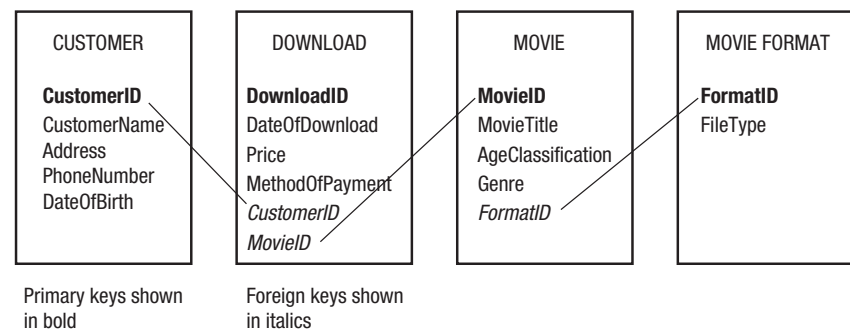 CUSTOMER
CustomerID
CustomerName
Address
PhoneNumber
DateOfBirth
DOWNLOAD
DownloadID
DateOfDownload
Price
MethodOfPayment
CustomerID
MovieID
MOVIE
MovieID
MovieTitle
AgeClassification
Genre
FormatID
MOVIE FORMAT
FormatID
FileType
Primary keys shown
in bold
Foreign keys shown
in italics